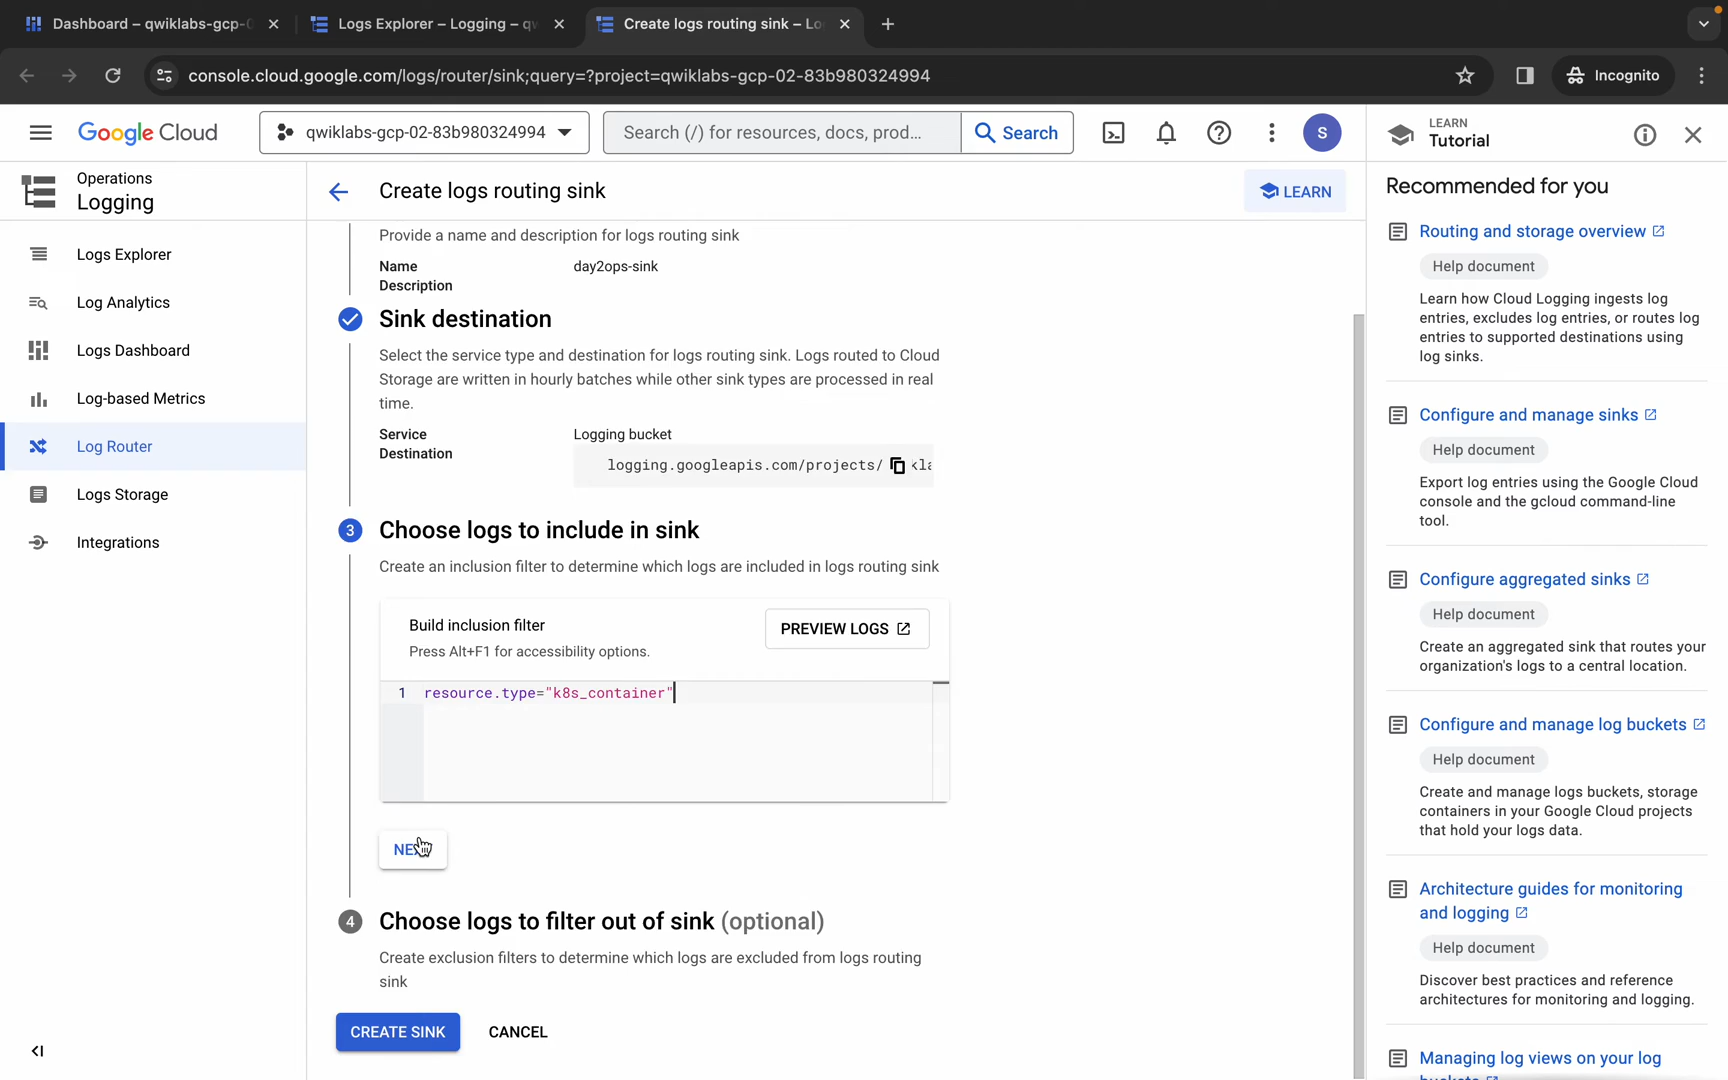 Dashboard – qwiklabs-gcp-
Logs Explorer – Logging – qw
Create logs routing sink – Lo
console.cloud.google.com/logs/router/sink;query=?project=qwiklabs-gcp-02-83b980324994
Incognito
Google Cloud
qwiklabs-gcp-02-83b980324994
Search (/) for resources, docs, prod...
Search
S
LEARN
Tutorial
Operations
Logging
Logs Explorer
Log Analytics
Logs Dashboard
Log-based Metrics
Log Router
Logs Storage
Integrations
Create logs routing sink
LEARN
Provide a name and description for logs routing sink
Name day2ops-sink
Description
Sink destination
Select the service type and destination for logs routing sink. Logs routed to Cloud
Storage are written in hourly batches while other sink types are processed in real
time.
Service Logging bucket
Destination
logging.googleapis.com/projects/
3 Choose logs to include in sink
Create an inclusion filter to determine which logs are included in logs routing sink
Build inclusion filter
Press Alt+F1 for accessibility options.
PREVIEW LOGS
1 resource.type="k8s_container"
4 Choose logs to filter out of sink (optional)
Create exclusion filters to determine which logs are excluded from logs routing
sink
CREATE SINK
CANCEL
Recommended for you
Routing and storage overview
Help document
Learn how Cloud Logging ingests log
entries, excludes log entries, or routes log
entries to supported destinations using
log sinks.
Configure and manage sinks
Help document
Export log entries using the Google Cloud
console and the gcloud command-line
tool.
Configure aggregated sinks
Help document
Create an aggregated sink that routes your
organization's logs to a central location.
Configure and manage log buckets
Help document
Create and manage logs buckets, storage
containers in your Google Cloud projects
that hold your logs data.
Architecture guides for monitoring
and logging
Help document
Discover best practices and reference
architectures for monitoring and logging.
Managing log views on your log